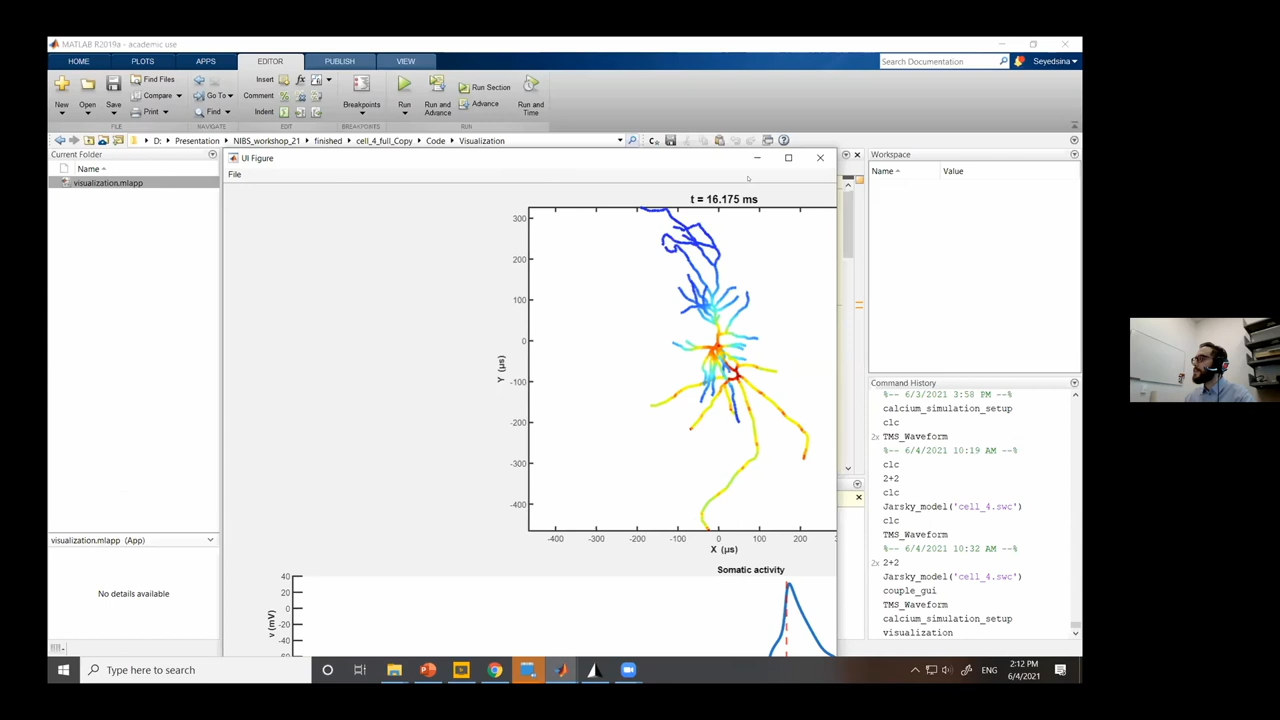 MATLAB R2019a - academic use
HOME PLOTS APPS EDITOR PUBLISH VIEW
Search Documentation
Seyedsina
New
Open
Save
Find Files
Compare
Print
FILE
Go To
Find
NAVIGATE
Insert
Comment
Indent
EDIT
Breakpoints
BREAKPOINTS
Run
Run and Advance
Run Section
Advance
Run and Time
RUN
D: Presentation NIBS_workshop_21 finished cell_4_full_Copy Code Visualization
Current Folder
Name
visualization.mlapp
visualization.mlapp (App)
No details available
UI Figure
File
t = 16.175 ms
300
200
100
0
-100
-200
-300
-400
Y (µs)
-400 -300 -200 -100 0 100 200
X (µs)
Somatic activity
40
20
0
-20
-40
v (mV)
Workspace
Name Value
Command History
%-- 6/3/2021 3:58 PM --%
calcium_simulation_setup
clc
2x TMS_Waveform
%-- 6/4/2021 10:19 AM --%
clc
2+2
clc
Jarsky_model('cell_4.swc')
clc
TMS_Waveform
%-- 6/4/2021 10:32 AM --%
2x 2+2
Jarsky_model('cell_4.swc')
couple_gui
TMS_Waveform
calcium_simulation_setup
visualization
Type here to search
ENG
2:12 PM
6/4/2021